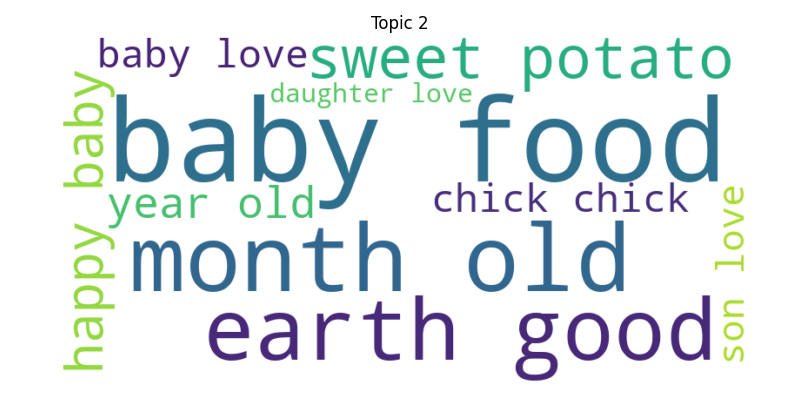 Topic 2
baby love
sweet potato
daughter love
happy baby
baby food
year old
chick chick
month old
son love
earth good